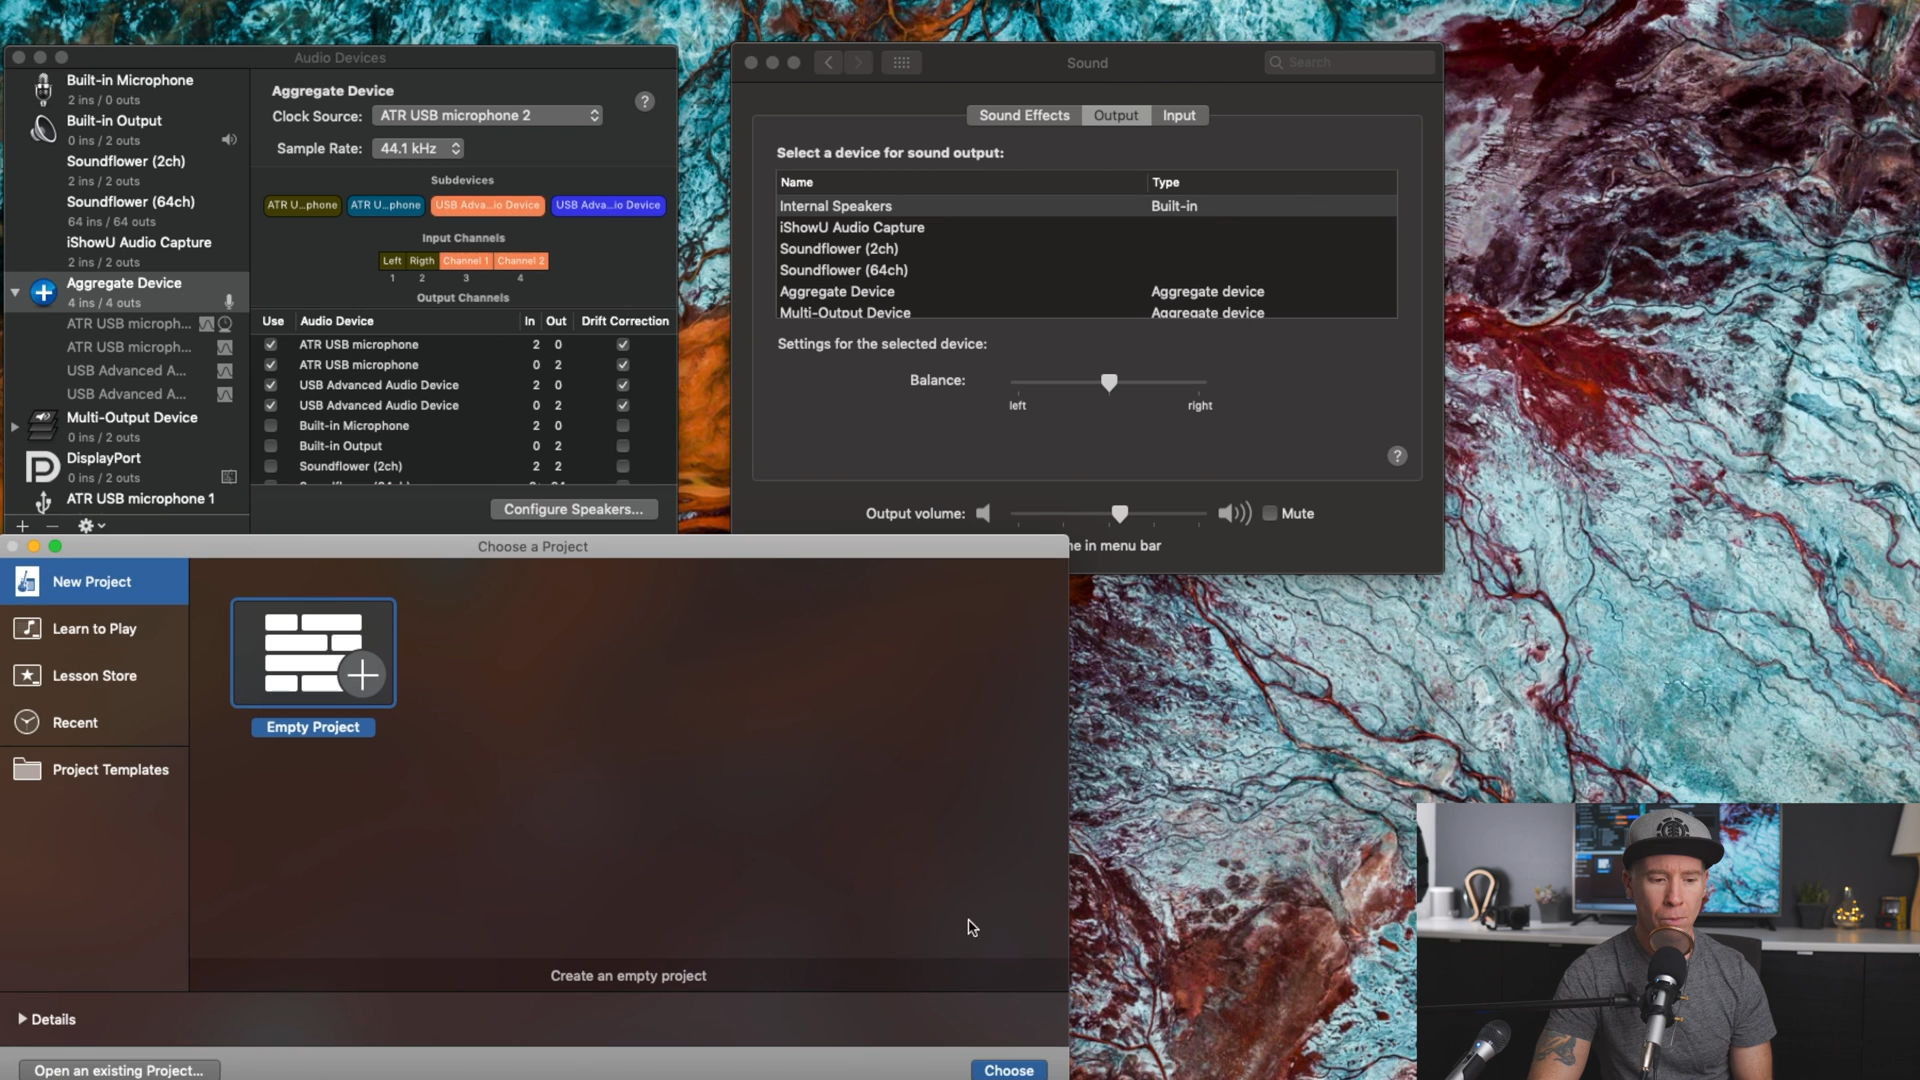 Audio Devices
Built-in Microphone
2 ins / 0 outs
Built-in Output
0 ins / 2 outs
Soundflower (2ch)
2 ins / 2 outs
Soundflower (64ch)
64 ins / 64 outs
iShowU Audio Capture
2 ins / 2 outs
Aggregate Device
4 ins / 4 outs
ATR USB microph...
ATR USB microph...
USB Advanced A...
USB Advanced A...
Multi-Output Device
0 ins / 2 outs
DisplayPort
0 ins / 2 outs
ATR USB microphone 1
Aggregate Device
?
Clock Source: ATR USB microphone 2
Sample Rate: 44.1 kHz
Subdevices
ATR U...phone ATR U...phone USB Adva...io Device USB Adva...io Device
Input Channels
Left Rigth Channel 1 Channel 2
1 2 3 4
Output Channels
Use Audio Device In Out Drift Correction
ATR USB microphone 2 0
ATR USB microphone 0 2
USB Advanced Audio Device 2 0
USB Advanced Audio Device 0 2
Built-in Microphone 2 0
Built-in Output 0 2
Soundflower (2ch) 2 2
Configure Speakers...
Sound
Search
Sound Effects Output Input
Select a device for sound output:
Name Type
Internal Speakers Built-in
iShowU Audio Capture
Soundflower (2ch)
Soundflower (64ch)
Aggregate Device Aggregate device
Multi-Output Device Aggregate device
Settings for the selected device:
Balance:
left right
?
Output volume: Mute
ne in menu bar
Choose a Project
New Project
Learn to Play
Lesson Store
Recent
Project Templates
Empty Project
Create an empty project
Details
Open an existing Project...
Choose